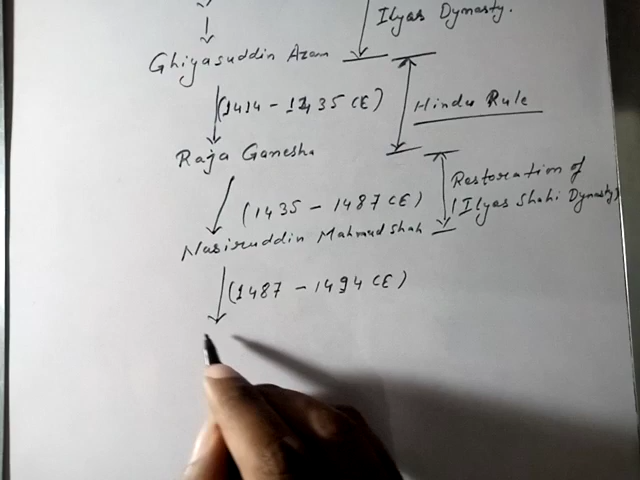 Ilyas Dynasty.
Ghiyasuddin Azam
(1414 - 1435 CE)
Hindu Rule
Raja Ganesha
Restoration of
(Ilyas Shahi Dynasty)
(1435 - 1487 CE)
Nasiruddin Mahmud Shah
(1487 - 1494 CE)